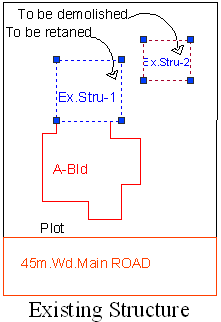 To be demolished
To be retaned
Ex.Stru-2
Ex.Stru-1
A-Bld
Plot
45m.Wd.Main ROAD
Existing Structure